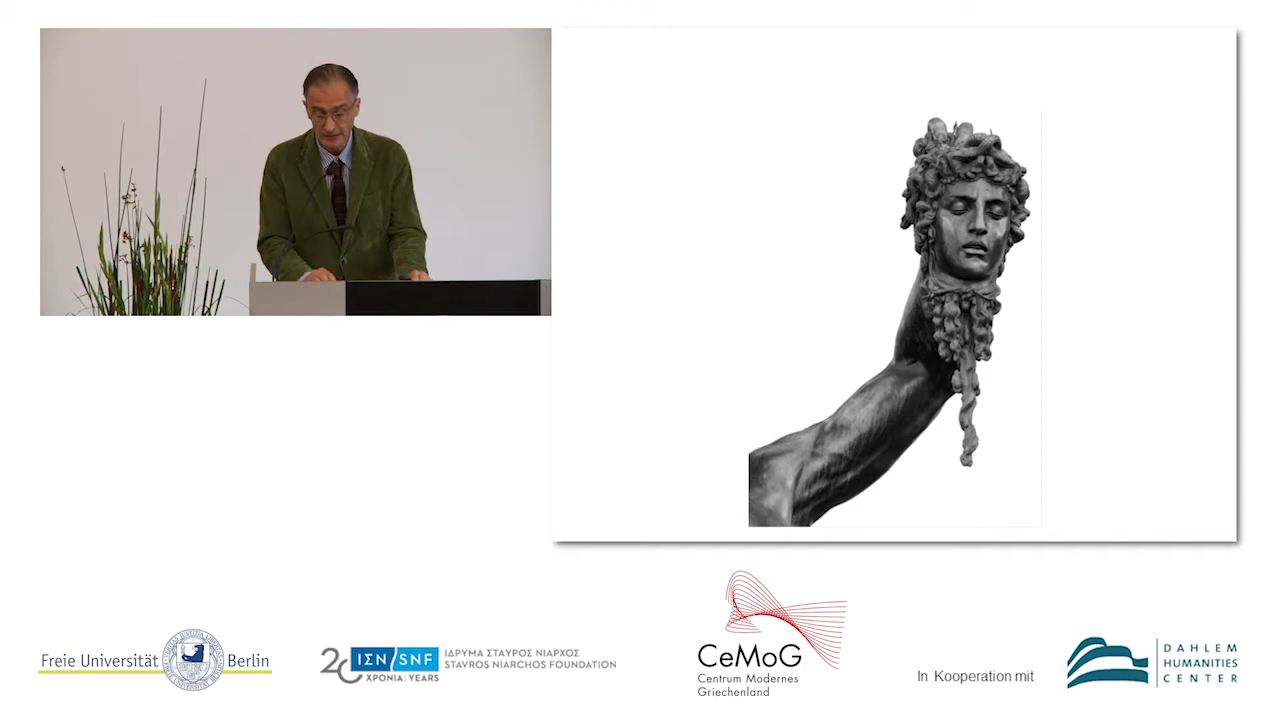 Freie Universität Berlin
20 ΙΣΝ/SNF
ΧΡΟΝΙΑ | YEARS
ΙΔΡΥΜΑ ΣΤΑΥΡΟΣ ΝΙΑΡΧΟΣ
STAVROS NIARCHOS FOUNDATION
CeMoG
Centrum Modernes
Griechenland
In Kooperation mit
DAHLEM
HUMANITIES
CENTER